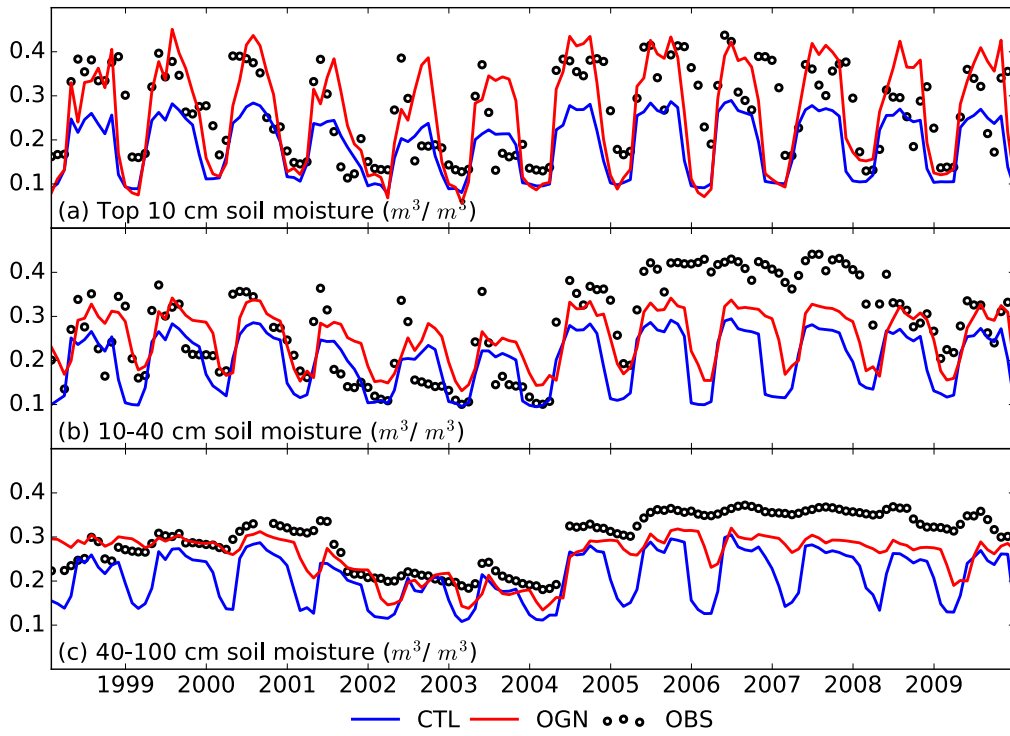 0.4
0.3
0.2
0.1
(a) Top 10 cm soil moisture (m³/ m³)
0.4
0.3
0.2
0.1
(b) 10-40 cm soil moisture (m³/ m³)
0.4
0.3
0.2
0.1
(c) 40-100 cm soil moisture (m³/ m³)
1999 2000 2001 2002 2003 2004 2005 2006 2007 2008 2009
CTL OGN OBS